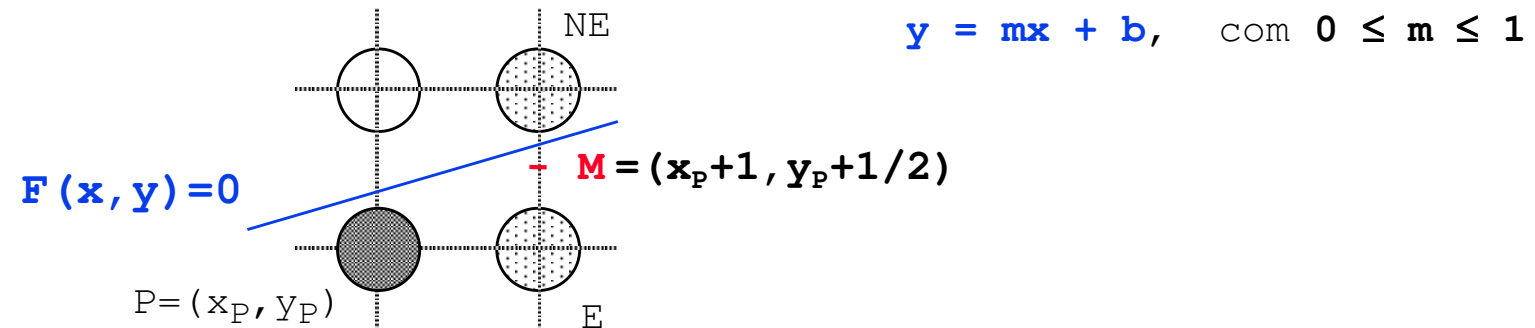 NE
y = mx + b, com 0 ≤ m ≤ 1
M=(xₚ+1,yₚ+1/2)
F(x,y)=0
P=(xₚ,yₚ)
E